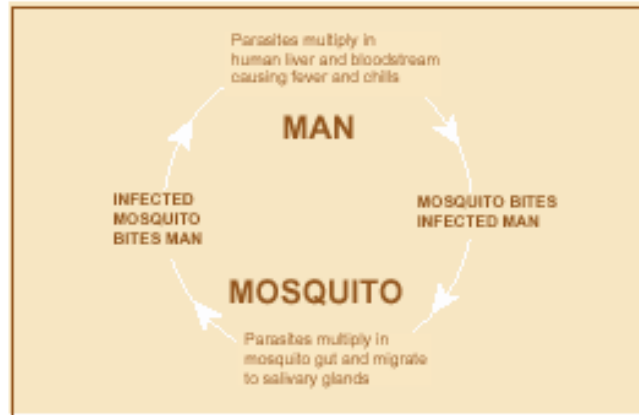 Parasites multiply in
human liver and bloodstream
causing fever and chills
MAN
INFECTED
MOSQUITO
BITES MAN
MOSQUITO BITES
INFECTED MAN
MOSQUITO
Parasites multiply in
mosquito gut and migrate
to salivary glands